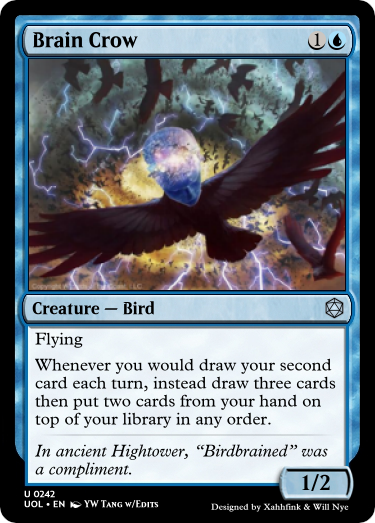 Brain Crow
1
Creature — Bird
Flying
Whenever you would draw your second
card each turn, instead draw three cards
then put two cards from your hand on
top of your library in any order.
In ancient Hightower, “Birdbrained” was
a compliment.
1/2
U 0242
UOL • EN YW Tang w/Edits
Designed by Xahhfink & Will Nye